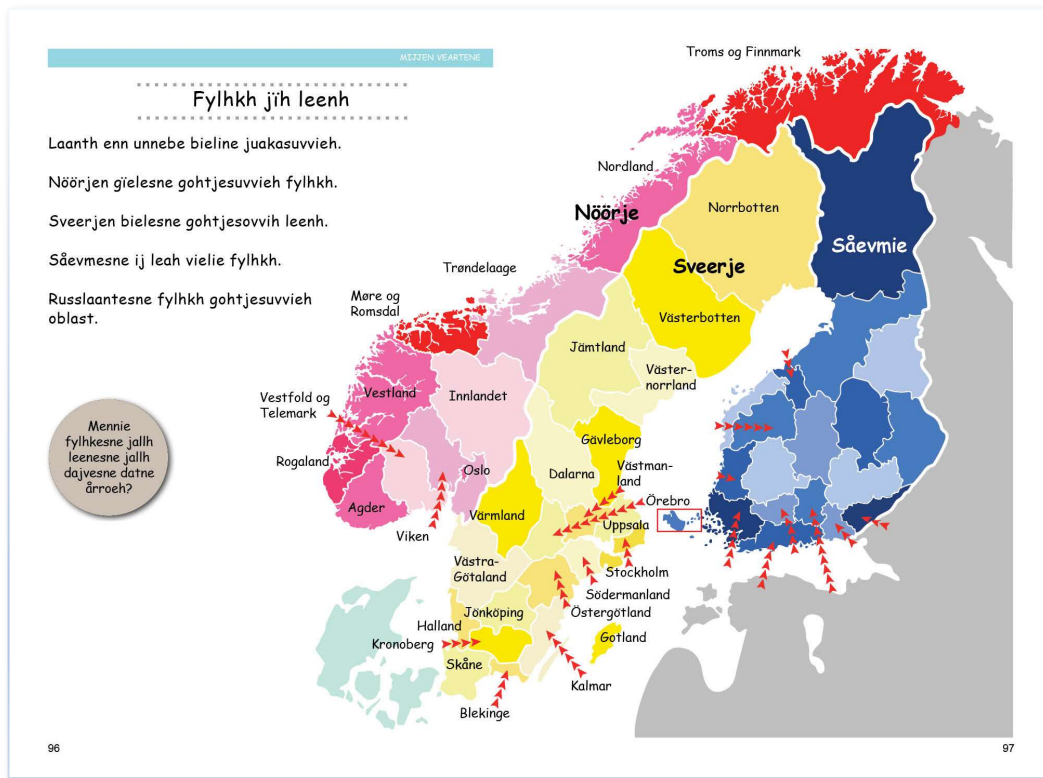 MIJJEN VEARTENE
Fylhkh jïh leenh
Laanth enn unnebe bieline juakasuvvieh.
Nöörjen gïelesne gohtjesuvvieh fylhkh.
Sveerjen bielesne gohtjesovvih leenh.
Såevmesne ij leah vielie fylhkh.
Russlaantesne fylhkh gohtjesuvvieh
oblast.
Mennie
fylhkesne jallh
leenesne jallh
dajvesne datne
årroeh?
Troms og Finnmark
Nordland
Nöörje
Norrbotten
Såevmie
Sveerje
Trøndelaage
Møre og
Romsdal
Västerbotten
Jämtland
Väster-
norrland
Vestland
Innlandet
Vestfold og
Telemark
Gävleborg
Rogaland
Oslo
Dalarna
Västman-
land
Örebro
Agder
Värmland
Uppsala
Viken
Västra-
Götaland
Stockholm
Södermanland
Östergötland
Jönköping
Halland
Kronoberg
Gotland
Skåne
Kalmar
Blekinge
96
97